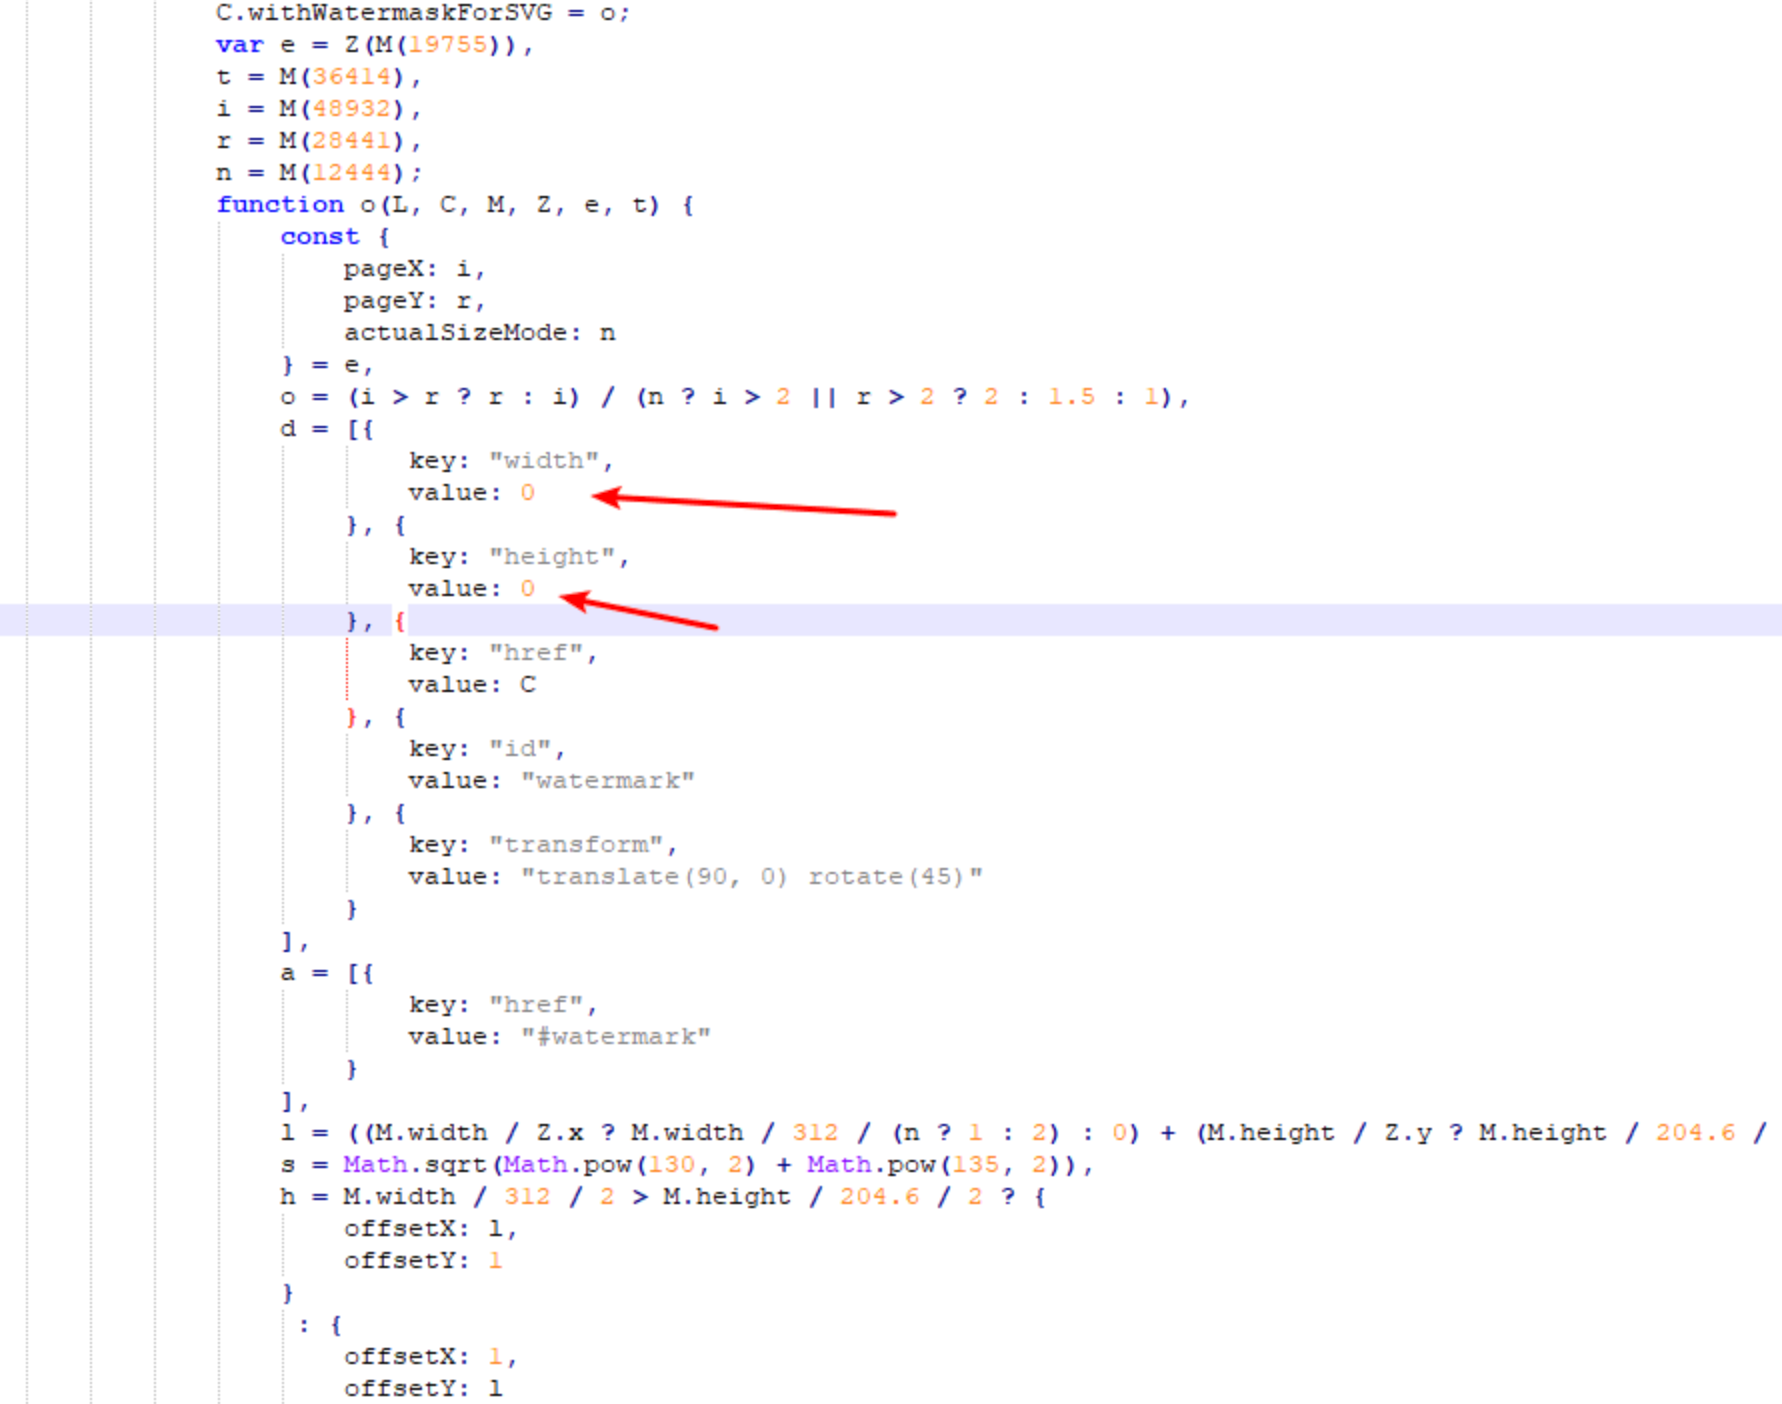 C.withWatermaskForSVG = o;
var e = Z(M(19755)),
t = M(36414),
i = M(48932),
r = M(28441),
n = M(12444);
function o(L, C, M, Z, e, t) {
const {
pageX: i,
pageY: r,
actualSizeMode: n
} = e,
o = (i > r ? r : i) / (n ? i > 2 || r > 2 ? 2 : 1.5 : 1),
d = [{
key: "width",
value: 0
}, {
key: "height",
value: 0
}, {
key: "href",
value: C
}, {
key: "id",
value: "watermark"
}, {
key: "transform",
value: "translate(90, 0) rotate(45)"
}
],
a = [{
key: "href",
value: "#watermark"
}
],
l = ((M.width / Z.x ? M.width / 312 / (n ? 1 : 2) : 0) + (M.height / Z.y ? M.height / 204.6 /
s = Math.sqrt(Math.pow(130, 2) + Math.pow(135, 2)),
h = M.width / 312 / 2 > M.height / 204.6 / 2 ? {
offsetX: l,
offsetY: 1
}
: {
offsetX: 1,
offsetY: l